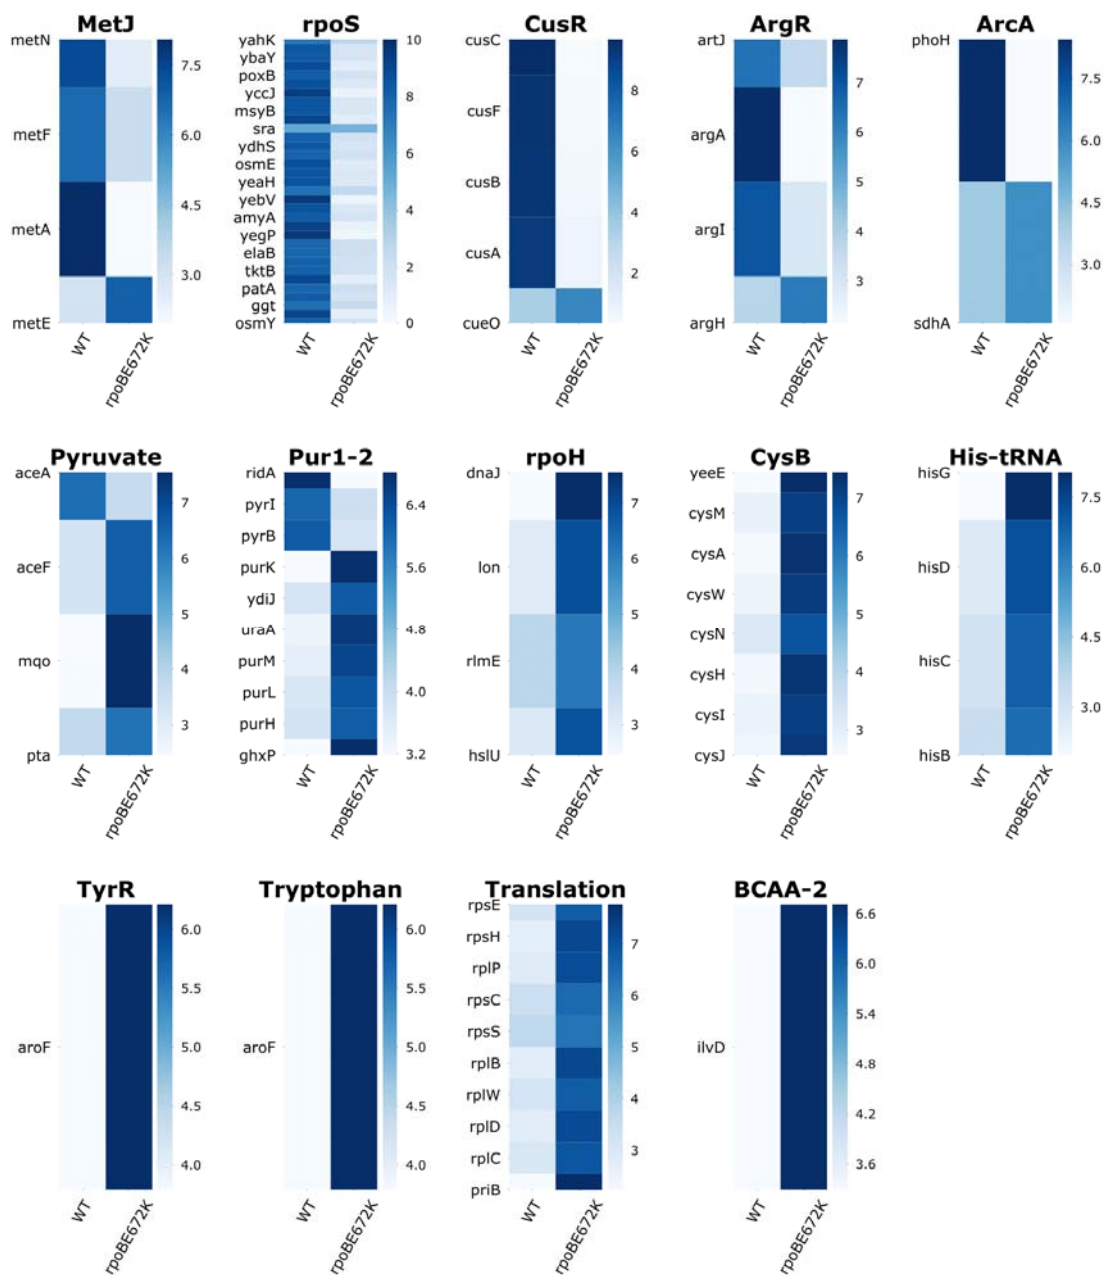 MetJ rpoS CusR ArgR ArcA
metN
metF
metA
metE
7.5
6.0
4.5
3.0
WT
rpoBE672K
yahK
ybaY
poxB
yccJ
msyB
sra
ydhS
osmE
yeaH
yebV
amyA
yegP
elaB
tktB
patA
ggt
osmY
10
8
6
4
2
0
WT
rpoBE672K
cusC
cusF
cusB
cusA
cueO
8
6
4
2
WT
rpoBE672K
artJ
argA
argI
argH
7
6
5
4
3
WT
rpoBE672K
phoH
sdhA
7.5
6.0
4.5
3.0
WT
rpoBE672K
Pyruvate Pur1-2 rpoH CysB His-tRNA
aceA
aceF
mqo
pta
7
6
5
4
3
WT
rpoBE672K
ridA
pyrI
pyrB
purK
ydiJ
uraA
purM
purL
purH
ghxP
6.4
5.6
4.8
4.0
3.2
WT
rpoBE672K
dnaJ
lon
rlmE
hslU
7
6
5
4
3
WT
rpoBE672K
yeeE
cysM
cysA
cysW
cysN
cysH
cysI
cysJ
7
6
5
4
3
WT
rpoBE672K
hisG
hisD
hisC
hisB
7.5
6.0
4.5
3.0
WT
rpoBE672K
TyrR Tryptophan Translation BCAA-2
aroF
6.0
5.5
5.0
4.5
4.0
WT
rpoBE672K
aroF
6.0
5.5
5.0
4.5
4.0
WT
rpoBE672K
rpsE
rpsH
rplP
rpsC
rpsS
rplB
rplW
rplD
rplC
priB
7
6
5
4
3
WT
rpoBE672K
ilvD
6.6
6.0
5.4
4.8
4.2
3.6
WT
rpoBE672K